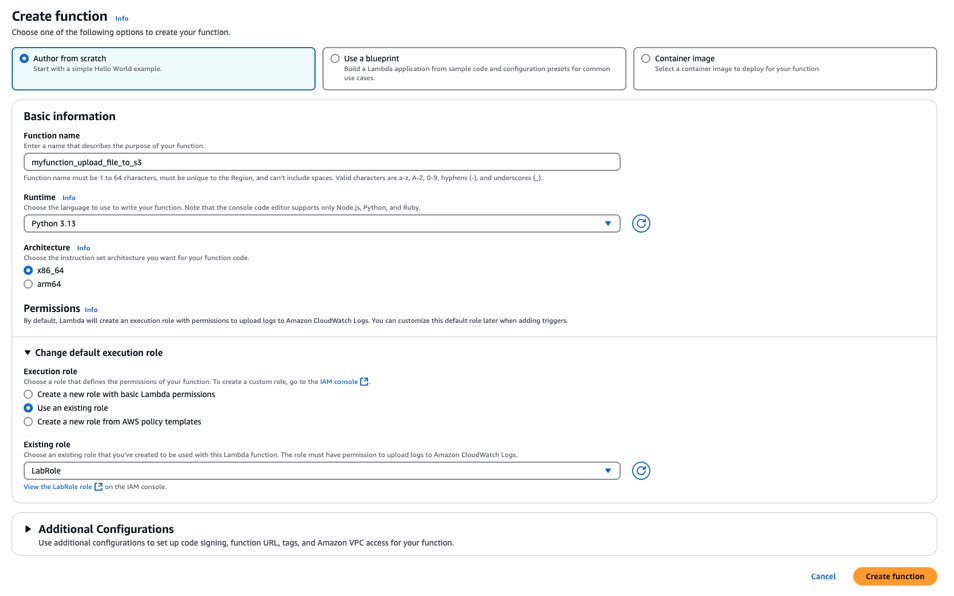 Create function Info
Choose one of the following options to create your function.
Author from scratch
Start with a simple Hello World example.
Use a blueprint
Build a Lambda application from sample code and configuration presets for common
use cases.
Container image
Select a container image to deploy for your function.
Basic information
Function name
Enter a name that describes the purpose of your function.
myfunction_upload_file_to_s3
Function name must be 1 to 64 characters, must be unique to the Region, and can't include spaces. Valid characters are a-z, A-Z, 0-9, hyphens (-), and underscores (_).
Runtime Info
Choose the language to use to write your function. Note that the console code editor supports only Node.js, Python, and Ruby.
Python 3.13
Architecture Info
Choose the instruction set architecture you want for your function code.
x86_64
arm64
Permissions Info
By default, Lambda will create an execution role with permissions to upload logs to Amazon CloudWatch Logs. You can customize this default role later when adding triggers.
Change default execution role
Execution role
Choose a role that defines the permissions of your function. To create a custom role, go to the IAM console.
Create a new role with basic Lambda permissions
Use an existing role
Create a new role from AWS policy templates
Existing role
Choose an existing role that you've created to be used with this Lambda function. The role must have permission to upload logs to Amazon CloudWatch Logs.
LabRole
View the LabRole role on the IAM console.
Additional Configurations
Use additional configurations to set up code signing, function URL, tags, and Amazon VPC access for your function.
Cancel Create function